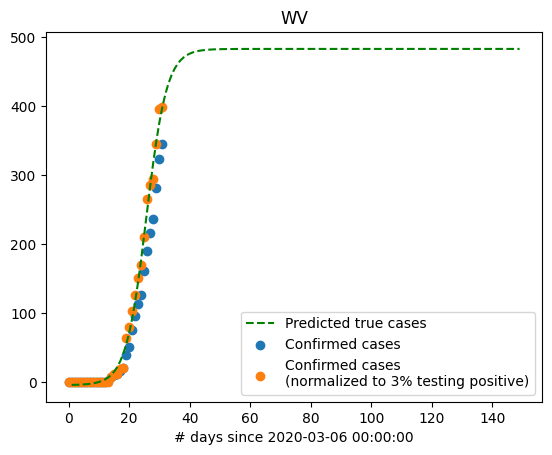 WV
500
400
300
200
100
0
Predicted true cases
Confirmed cases
Confirmed cases
(normalized to 3% testing positive)
0 20 40 60 80 100 120 140
# days since 2020-03-06 00:00:00